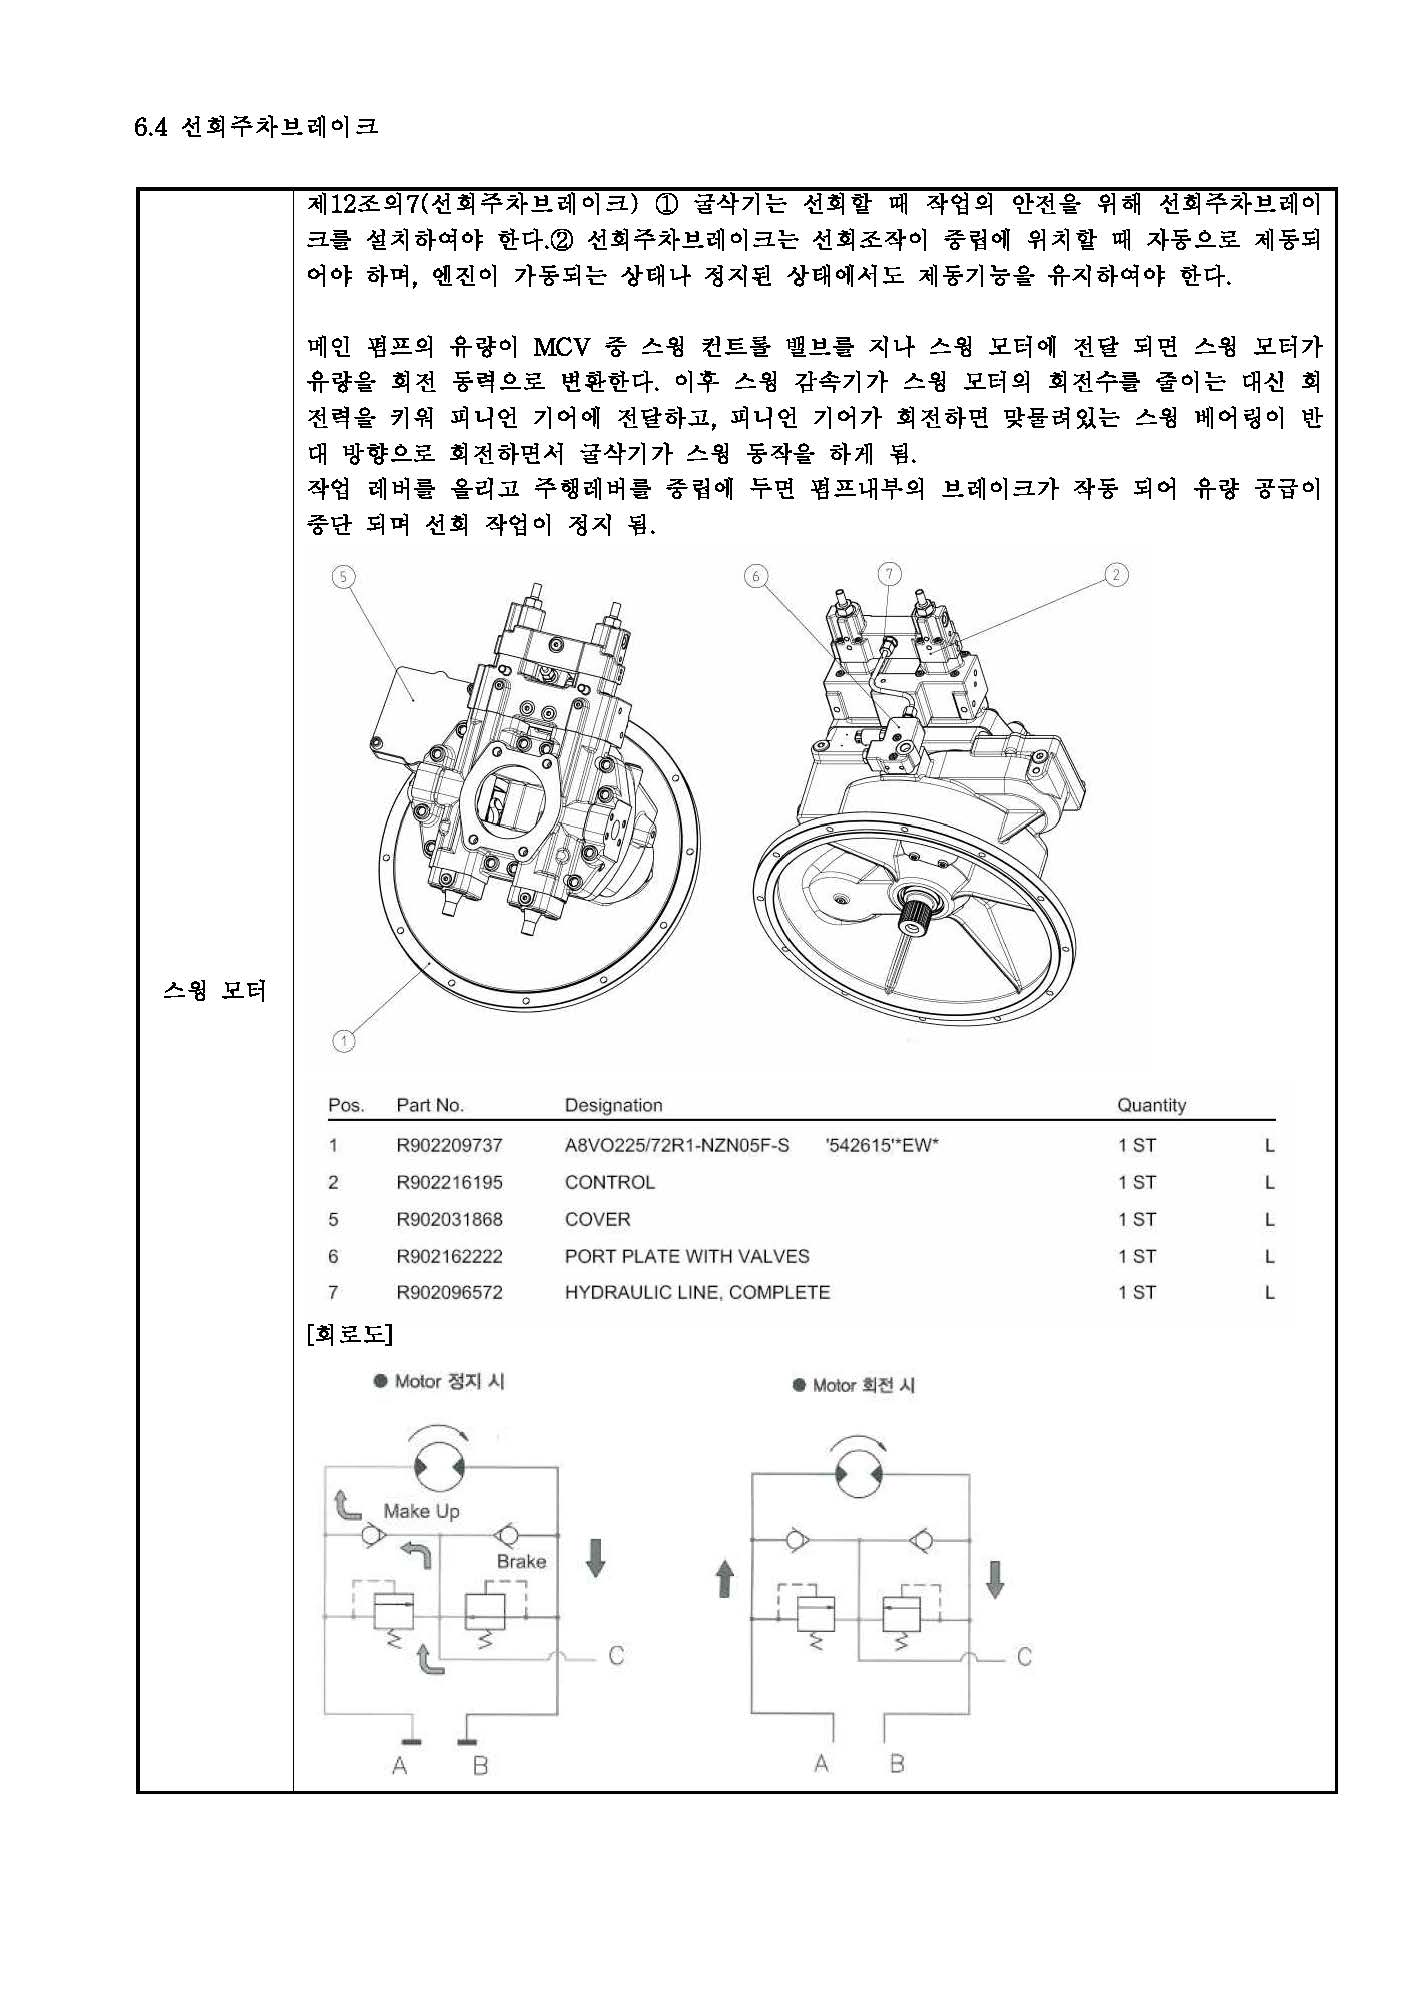 6.4 선회주차브레이크
제12조의7(선회주차브레이크) ① 굴삭기는 선회할 때 작업의 안전을 위해 선회주차브레이
크를 설치하여야 한다.② 선회주차브레이크는 선회조작이 중립에 위치할 때 자동으로 제동되
어야 하며, 엔진이 가동되는 상태나 정지된 상태에서도 제동기능을 유지하여야 한다.
메인 펌프의 유량이 MCV 중 스윙 컨트롤 밸브를 지나 스윙 모터에 전달 되면 스윙 모터가
유량을 회전 동력으로 변환한다. 이후 스윙 감속기가 스윙 모터의 회전수를 줄이는 대신 회
전력을 키워 피니언 기어에 전달하고, 피니언 기어가 회전하면 맞물려있는 스윙 베어링이 반
대 방향으로 회전하면서 굴삭기가 스윙 동작을 하게 됨.
작업 레버를 올리고 주행레버를 중립에 두면 펌프내부의 브레이크가 작동 되어 유량 공급이
중단 되며 선회 작업이 정지 됨.
5 6 7 2
스윙 모터
1
Pos. Part No. Designation Quantity
1 R902209737 A8VO225/72R1-NZN05F-S '542615'*EW* 1 ST L
2 R902216195 CONTROL 1 ST L
5 R902031868 COVER 1 ST L
6 R902162222 PORT PLATE WITH VALVES 1 ST L
7 R902096572 HYDRAULIC LINE, COMPLETE 1 ST L
[회로도]
● Motor 정지 시 ● Motor 회전 시
Make Up
Brake
C C
A B A B